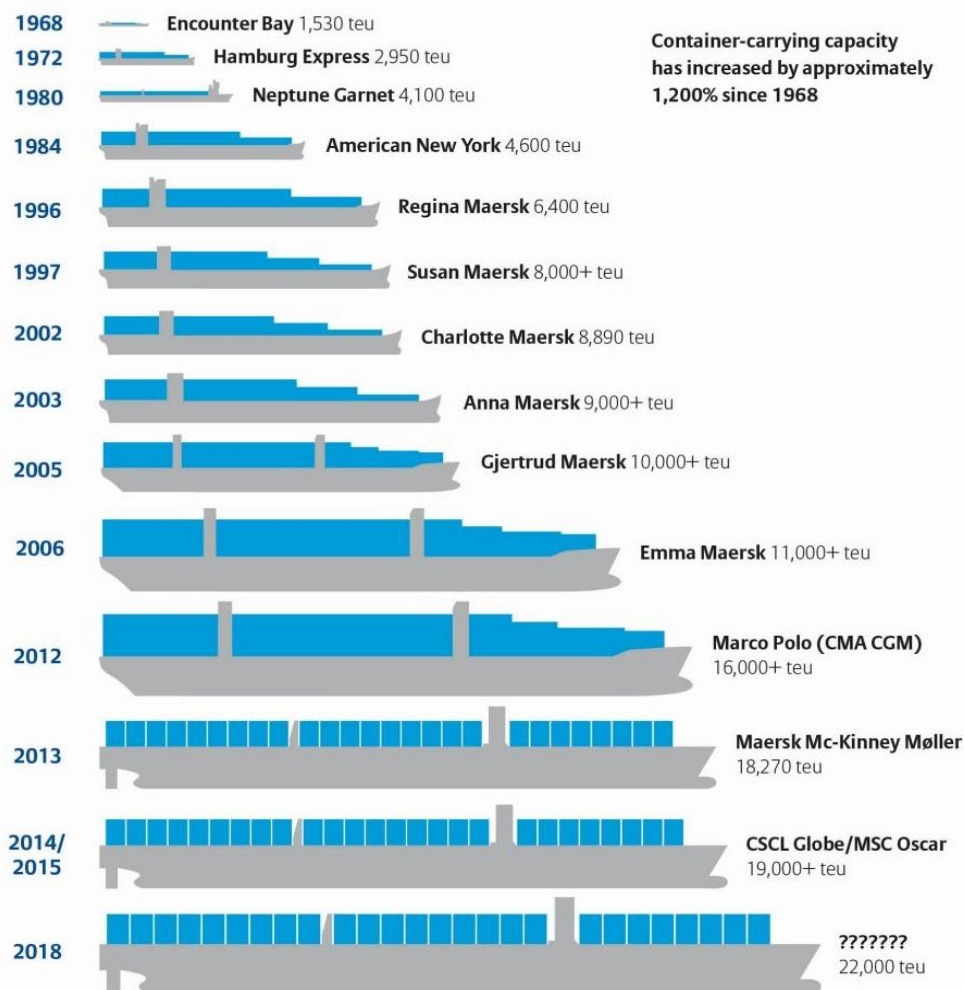 1968 Encounter Bay 1,530 teu
1972 Hamburg Express 2,950 teu
1980 Neptune Garnet 4,100 teu
Container-carrying capacity
has increased by approximately
1,200% since 1968
1984 American New York 4,600 teu
1996 Regina Maersk 6,400 teu
1997 Susan Maersk 8,000+ teu
2002 Charlotte Maersk 8,890 teu
2003 Anna Maersk 9,000+ teu
2005 Gjertrud Maersk 10,000+ teu
2006 Emma Maersk 11,000+ teu
2012 Marco Polo (CMA CGM)
16,000+ teu
2013 Maersk Mc-Kinney Møller
18,270 teu
2014/
2015
CSCL Globe/MSC Oscar
19,000+ teu
2018 ???????
22,000 teu